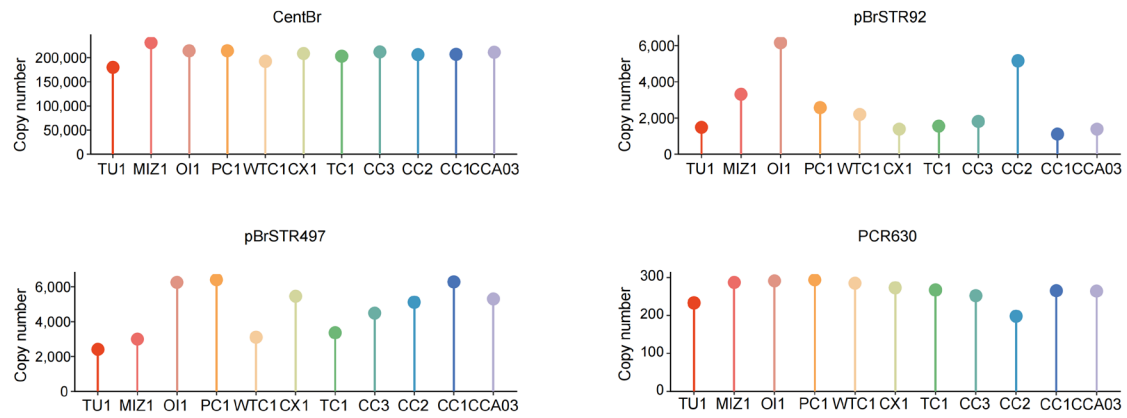 CentBr
Copy number
200,000
150,000
100,000
50,000
0
TU1 MIZ1 OI1 PC1 WTC1 CX1 TC1 CC3 CC2 CC1 CCA03
pBrSTR92
Copy number
6,000
4,000
2,000
0
TU1 MIZ1 OI1 PC1 WTC1 CX1 TC1 CC3 CC2 CC1 CCA03
pBrSTR497
Copy number
6,000
4,000
2,000
0
TU1 MIZ1 OI1 PC1 WTC1 CX1 TC1 CC3 CC2 CC1 CCA03
PCR630
Copy number
300
200
100
0
TU1 MIZ1 OI1 PC1 WTC1 CX1 TC1 CC3 CC2 CC1 CCA03